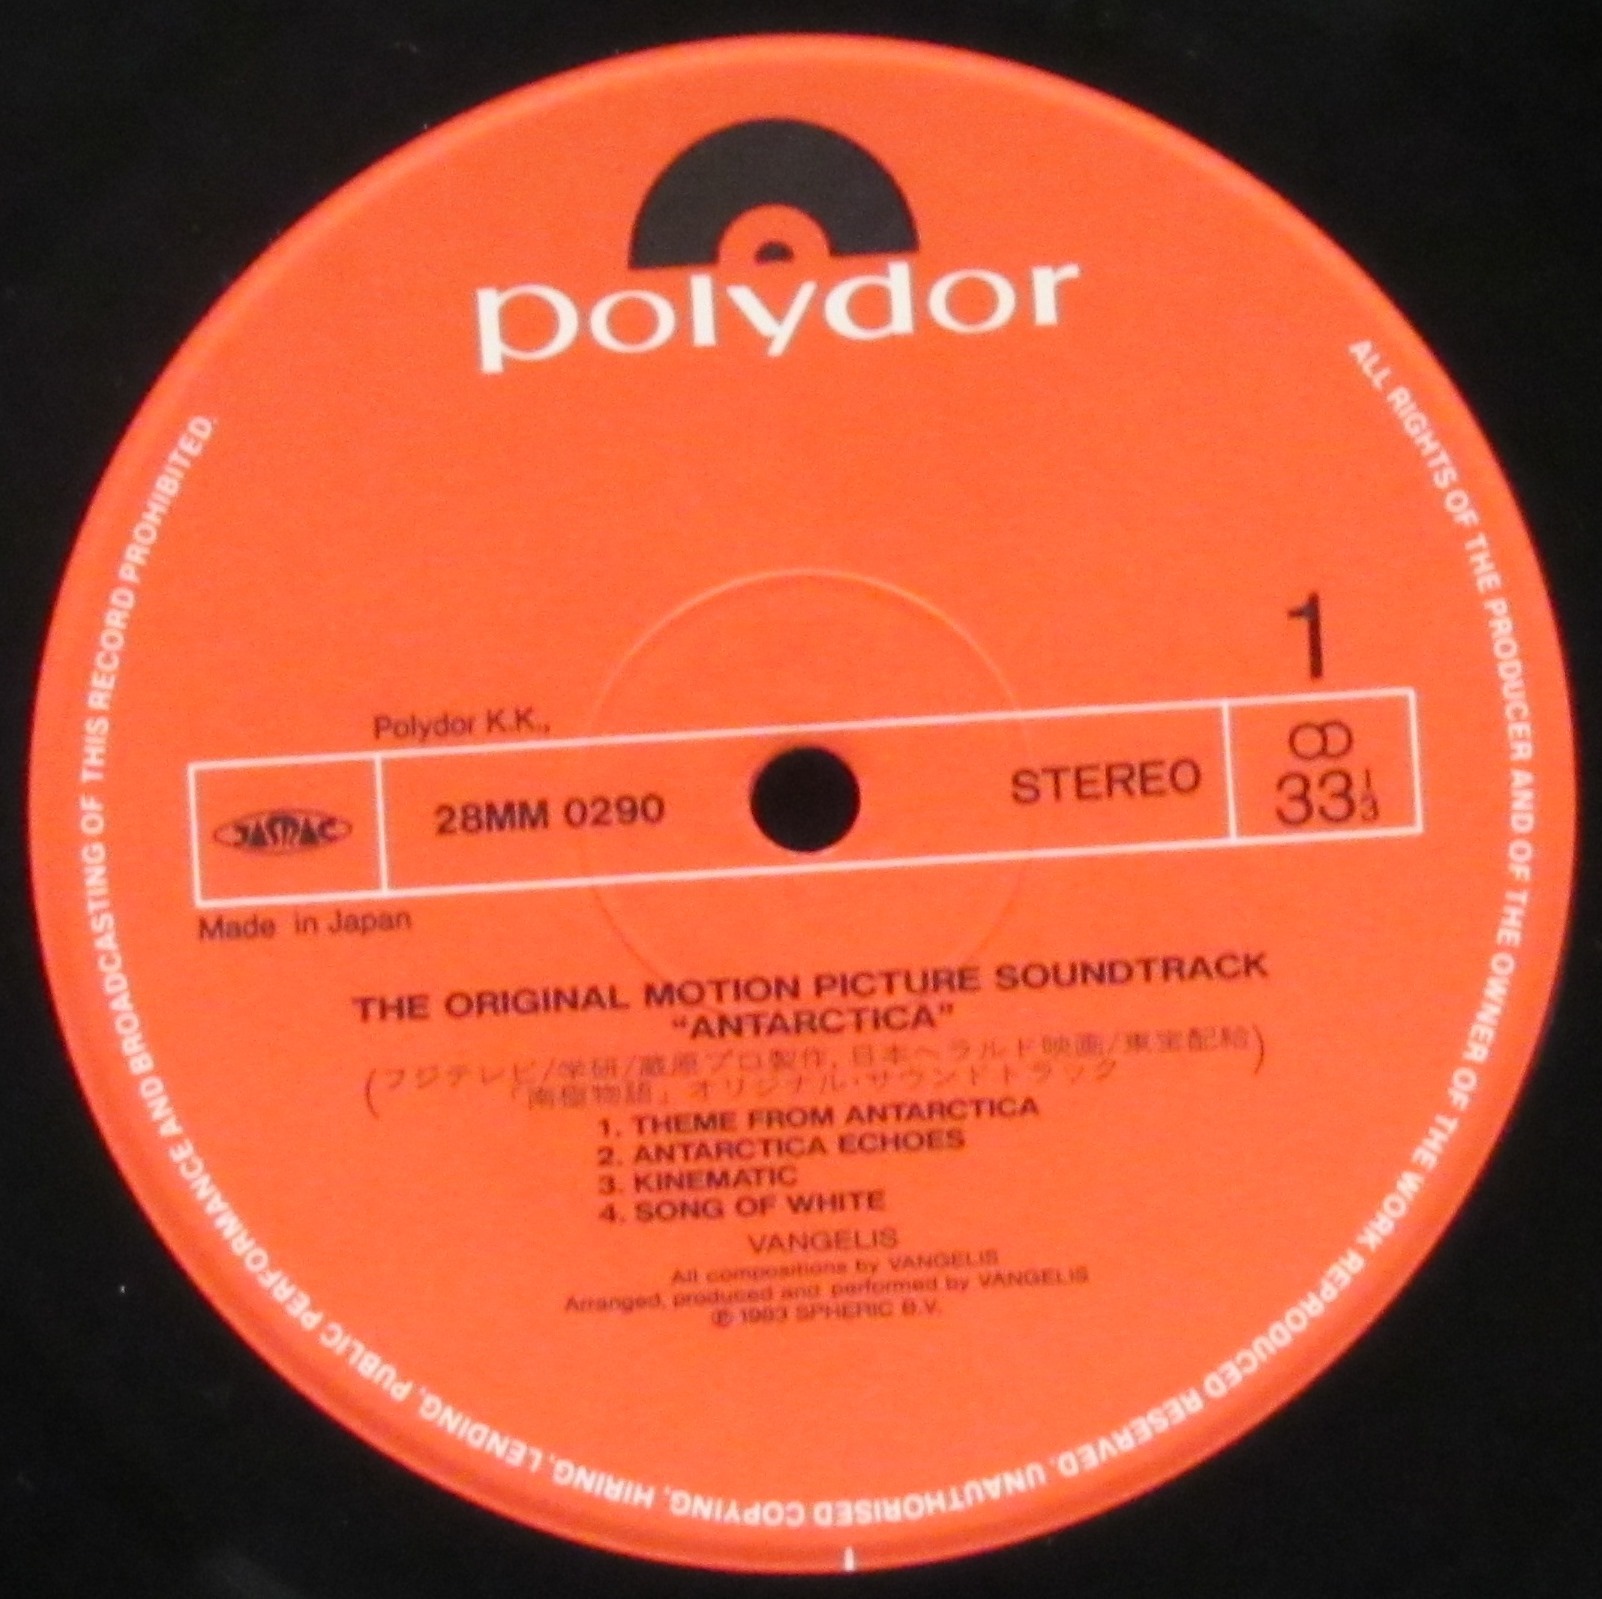 polydor
ALL RIGHTS OF THE PRODUCER AND OF THE OWNER OF THE WORK REPRODUCED RESERVED. UNAUTHORISED COPYING, HIRING, LENDING, PUBLIC PERFORMANCE AND BROADCASTING OF THIS RECORD PROHIBITED.
1
Polydor K.K.,
JASRAC
28MM 0290
STEREO
33 1/3
Made in Japan
THE ORIGINAL MOTION PICTURE SOUNDTRACK
"ANTARCTICA"
(フジテレビ/学研/蔵原プロ製作, 日本ヘラルド映画/東宝配給
「南極物語」オリジナル・サウンドトラック)
1. THEME FROM ANTARCTICA
2. ANTARCTICA ECHOES
3. KINEMATIC
4. SONG OF WHITE
VANGELIS
All compositions by VANGELIS
Arranged, produced and performed by VANGELIS
℗ 1983 SPHERIC B.V.